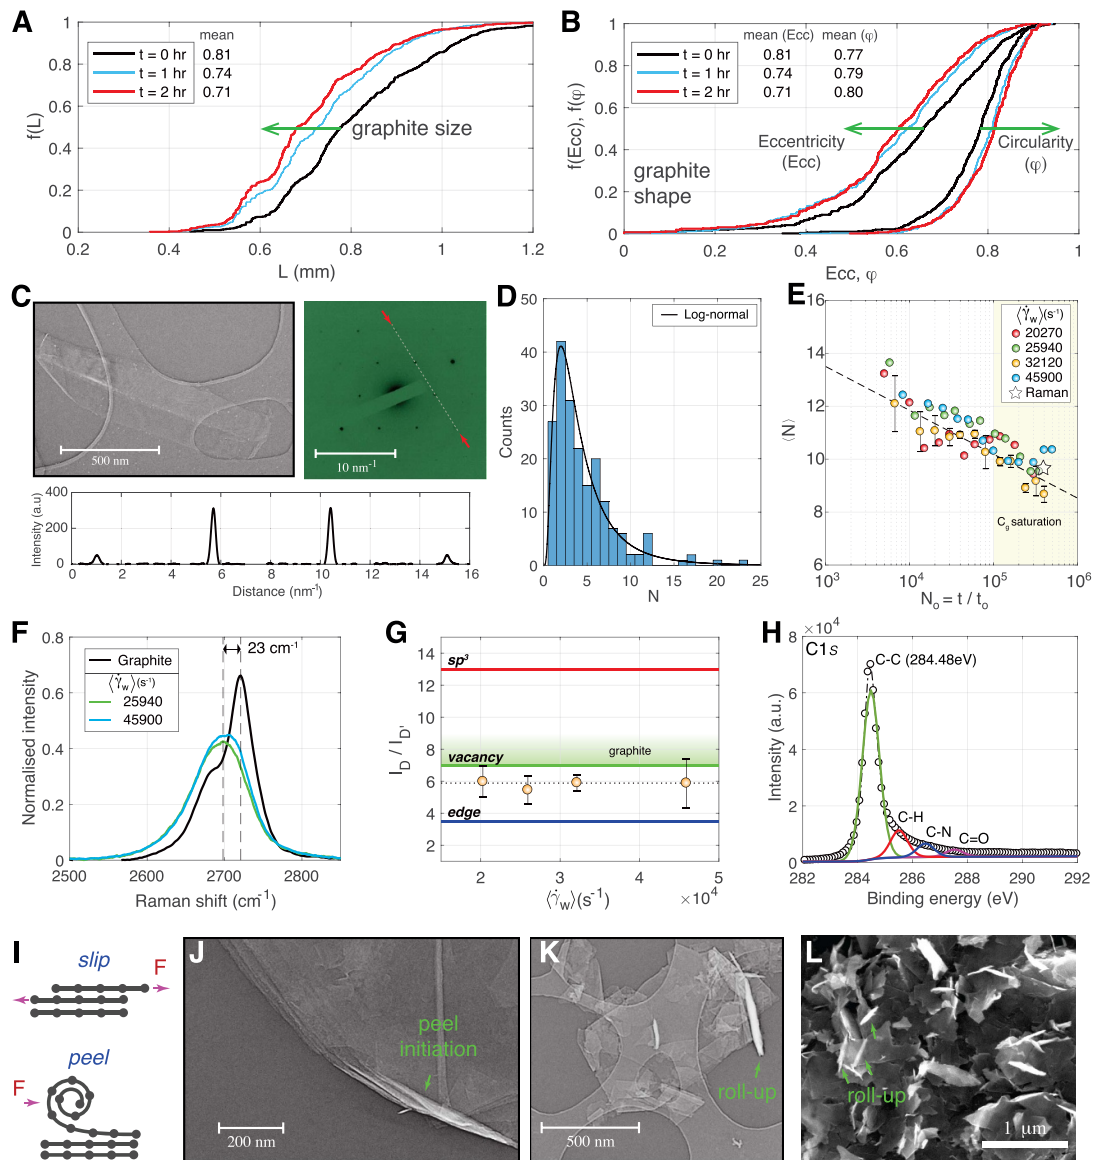 A
f(L)
1
0.8
0.6
0.4
0.2
0
mean
t = 0 hr 0.81
t = 1 hr 0.74
t = 2 hr 0.71
graphite size
0.2 0.4 0.6 0.8 1 1.2
L (mm)
B
f(Ecc), f(φ)
1
0.8
0.6
0.4
0.2
0
mean (Ecc) mean (φ)
t = 0 hr 0.81 0.77
t = 1 hr 0.74 0.79
t = 2 hr 0.71 0.80
Eccentricity
(Ecc)
Circularity
(φ)
graphite
shape
0 0.2 0.4 0.6 0.8 1
Ecc, φ
C
500 nm
10 nm⁻¹
Intensity (a.u)
400
200
0
0 2 4 6 8 10 12 14 16
Distance (nm⁻¹)
D
Counts
50
40
30
20
10
0
Log-normal
0 5 10 15 20 25
N
E
⟨N⟩
16
14
12
10
8
6
⟨γ̇w⟩(s⁻¹)
20270
25940
32120
45900
Raman
Cg saturation
10³ 10⁴ 10⁵ 10⁶
No = t / to
F
Normalised intensity
0.8
0.6
0.4
0.2
0
23 cm⁻¹
Graphite
⟨γ̇w⟩(s⁻¹)
25940
45900
2500 2600 2700 2800
Raman shift (cm⁻¹)
G
ID / ID'
14
12
10
8
6
4
2
sp³
vacancy
graphite
edge
2 3 4 5
×10⁴
⟨γ̇w⟩(s⁻¹)
H
×10⁴
Intensity (a.u.)
8
6
4
2
0
C1s
C-C (284.48eV)
C-H
C-N
C=O
282 284 286 288 290 292
Binding energy (eV)
I
slip
F
peel
F
J
peel
initiation
200 nm
K
roll-up
500 nm
L
roll-up
1 μm